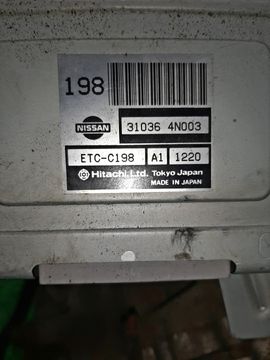 198
NISSAN 31036 4N003
ETC-C198 A1 1220
Hitachi, Ltd. Tokyo Japan
MADE IN JAPAN